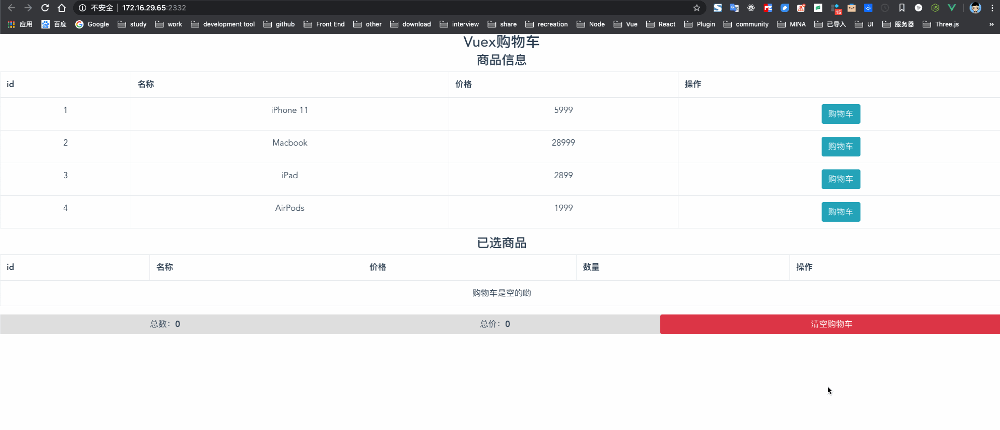 不安全 172.16.29.65:2332
15
应用 百度 Google study work development tool github Front End other download interview share recreation Node Vue React Plugin community MINA 已导入 UI 服务器 Three.js »
Vuex购物车
商品信息
id 名称 价格 操作
1 iPhone 11 5999 购物车
2 Macbook 28999 购物车
3 iPad 2899 购物车
4 AirPods 1999 购物车
已选商品
id 名称 价格 数量 操作
购物车是空的哟
总数：0 总价：0 清空购物车